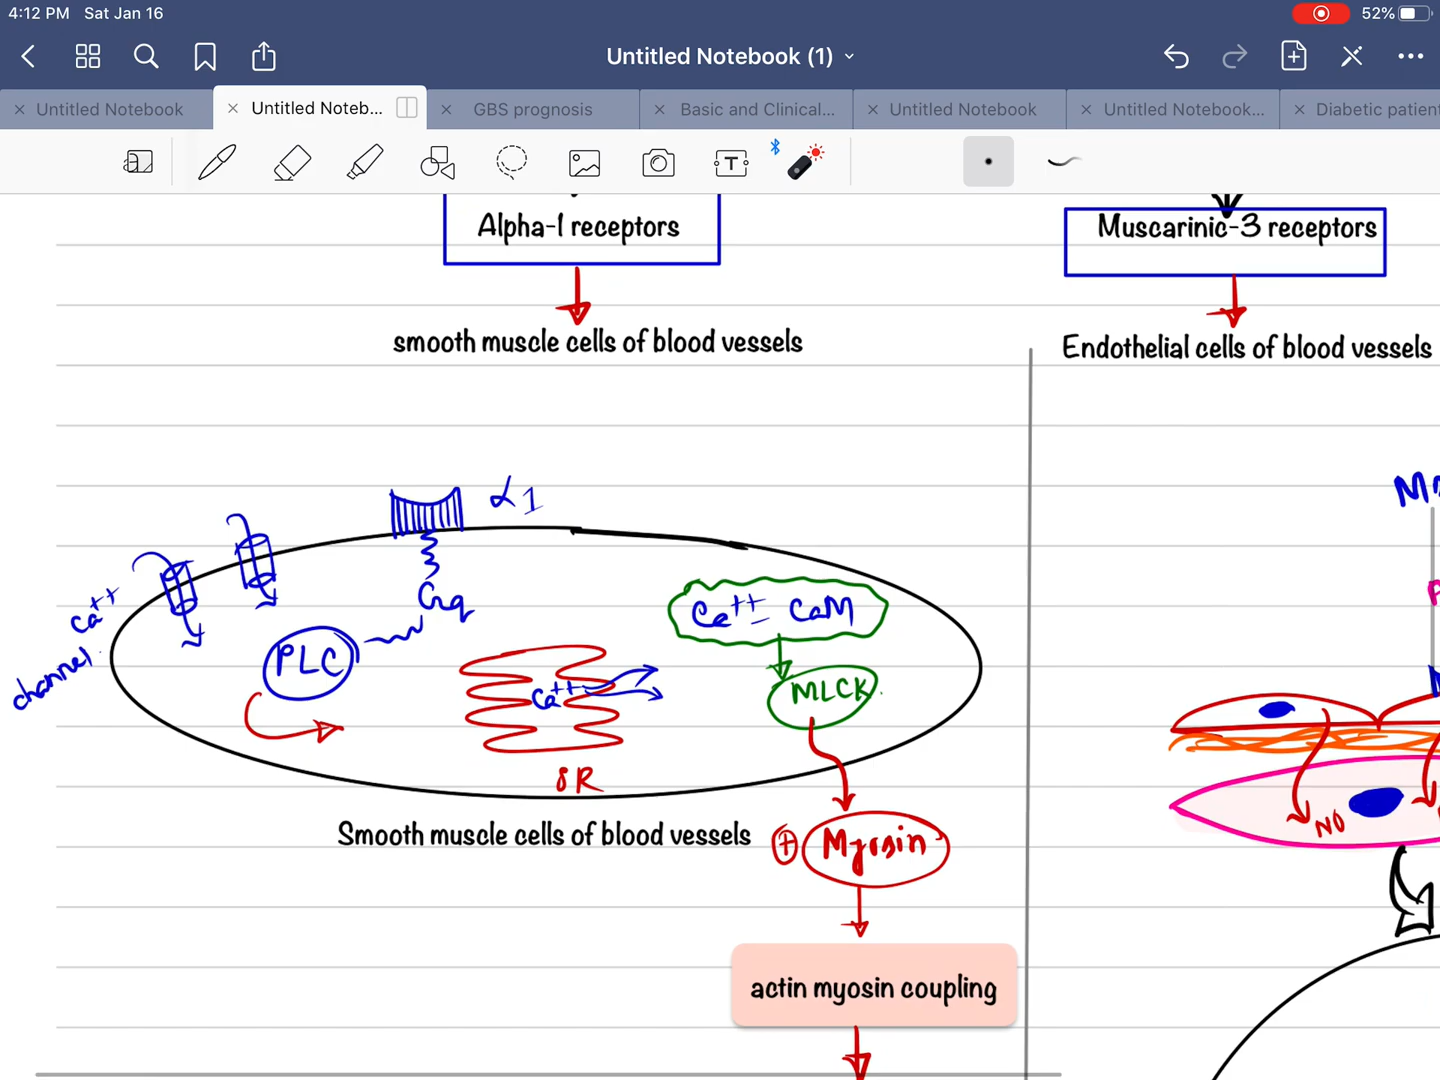 4:12 PM Sat Jan 16
52%
Untitled Notebook (1)
Untitled Notebook
Untitled Noteb...
GBS prognosis
Basic and Clinical...
Untitled Notebook
Untitled Notebook...
Diabetic patient
T
Alpha-1 receptors
Muscarinic-3 receptors
smooth muscle cells of blood vessels
Endothelial cells of blood vessels
α1
Ca++
channel
Gq
PLC
Ca++
SR
Ca++ CaM
MLCK
NO
Smooth muscle cells of blood vessels
+ Myosin
actin myosin coupling